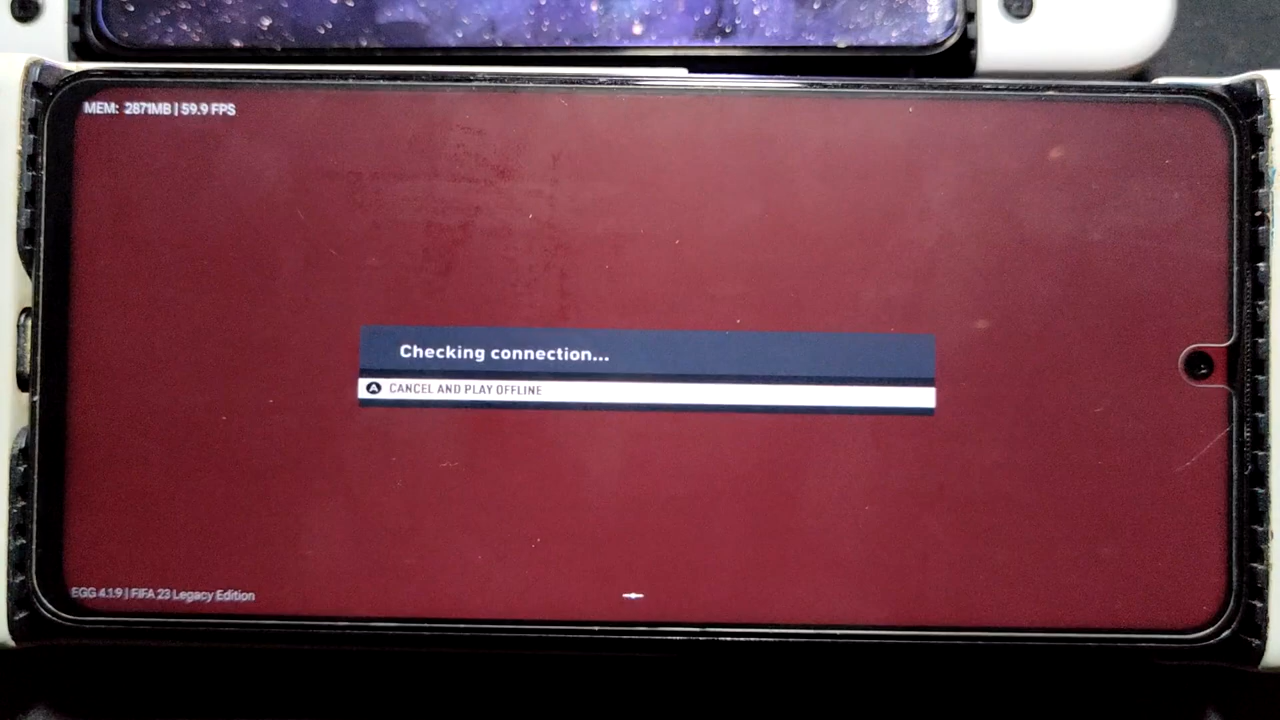 MEM: 2871MB | 59.9 FPS
Checking connection...
A CANCEL AND PLAY OFFLINE
EGG 4.1.9 | FIFA 23 Legacy Edition